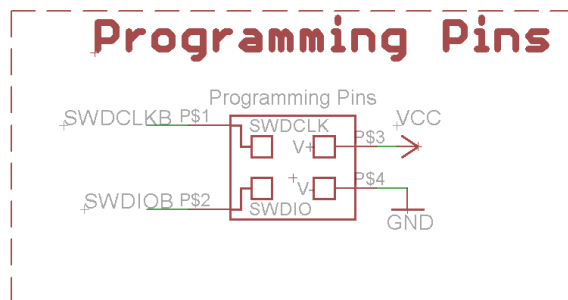 Programming Pins
Programming Pins
SWDCLKB P$1
VCC
SWDCLK
V+ P$3
V- P$4
SWDIOB P$2
SWDIO
GND